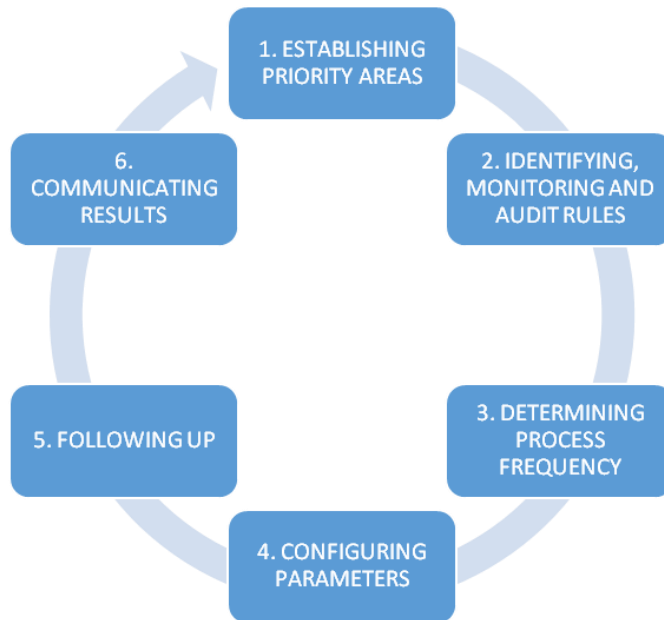 1. ESTABLISHING
PRIORITY AREAS
2. IDENTIFYING,
MONITORING AND
AUDIT RULES
3. DETERMINING
PROCESS
FREQUENCY
4. CONFIGURING
PARAMETERS
5. FOLLOWING UP
6.
COMMUNICATING
RESULTS